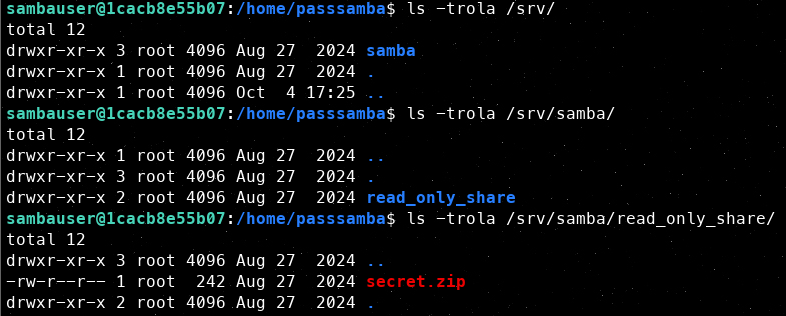 sambauser@1cacb8e55b07:/home/passsamba$ ls -trola /srv/
total 12
drwxr-xr-x 3 root 4096 Aug 27  2024 samba
drwxr-xr-x 1 root 4096 Aug 27  2024 .
drwxr-xr-x 1 root 4096 Oct  4 17:25 ..
sambauser@1cacb8e55b07:/home/passsamba$ ls -trola /srv/samba/
total 12
drwxr-xr-x 1 root 4096 Aug 27  2024 ..
drwxr-xr-x 3 root 4096 Aug 27  2024 .
drwxr-xr-x 2 root 4096 Aug 27  2024 read_only_share
sambauser@1cacb8e55b07:/home/passsamba$ ls -trola /srv/samba/read_only_share/
total 12
drwxr-xr-x 3 root 4096 Aug 27  2024 ..
-rw-r--r-- 1 root  242 Aug 27  2024 secret.zip
drwxr-xr-x 2 root 4096 Aug 27  2024 .